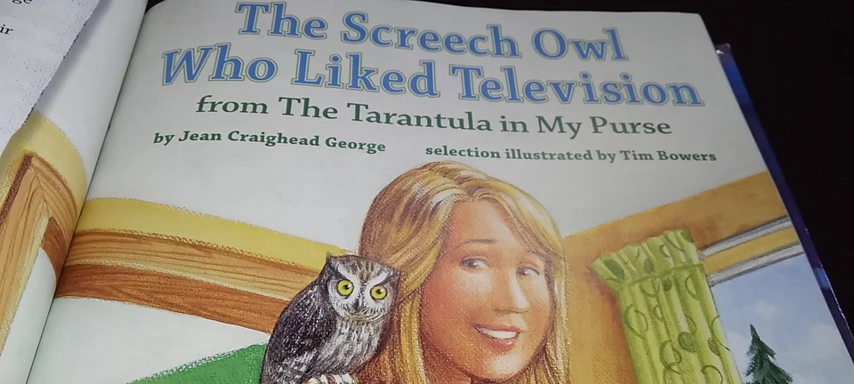 The Screech Owl
Who Liked Television
from The Tarantula in My Purse
by Jean Craighead George
selection illustrated by Tim Bowers